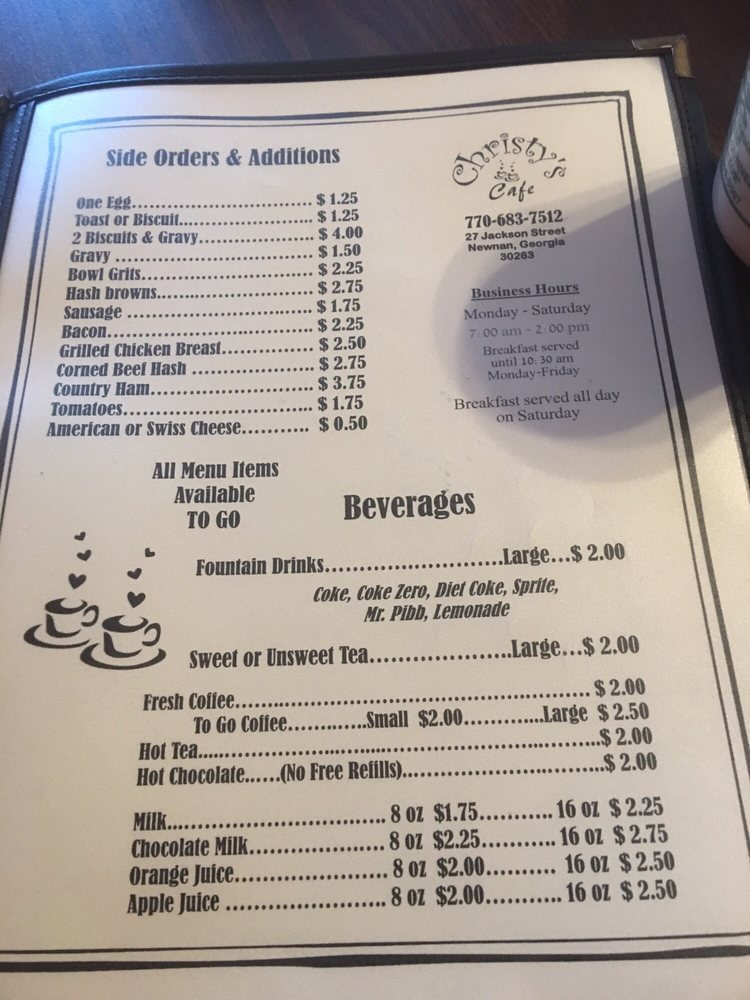 Side Orders & Additions
One Egg.................................. $ 1.25
Toast or Biscuit......................... $ 1.25
2 Biscuits & Gravy..................... $ 4.00
Gravy ..................................... $ 1.50
Bowl Grits................................ $ 2.25
Hash browns............................. $ 2.75
Sausage .................................. $ 1.75
Bacon...................................... $ 2.25
Grilled Chicken Breast................ $ 2.50
Corned Beef Hash ..................... $ 2.75
Country Ham............................ $ 3.75
Tomatoes................................. $ 1.75
American or Swiss Cheese........... $ 0.50
Christy's
Cafe
770-683-7512
27 Jackson Street
Newnan, Georgia
30263
Business Hours
Monday - Saturday
7:00 am - 2:00 pm
Breakfast served
until 10:30 am
Monday-Friday
Breakfast served all day
on Saturday
All Menu Items
Available
TO GO
Beverages
Fountain Drinks..............................Large...$ 2.00
Coke, Coke Zero, Diet Coke, Sprite,
Mr. Pibb, Lemonade
Sweet or Unsweet Tea......................Large...$ 2.00
Fresh Coffee...................................................... $ 2.00
To Go Coffee.............Small $2.00.............Large $ 2.50
Hot Tea..............................................................$ 2.00
Hot Chocolate......(No Free Refills)................................$ 2.00
Milk................................. 8 oz $1.75........... 16 oz $ 2.25
Chocolate Milk.................... 8 oz $2.25........... 16 oz $ 2.75
Orange Juice....................... 8 oz $2.00.......... 16 oz $ 2.50
Apple Juice ........................ 8 oz $2.00........... 16 oz $ 2.50